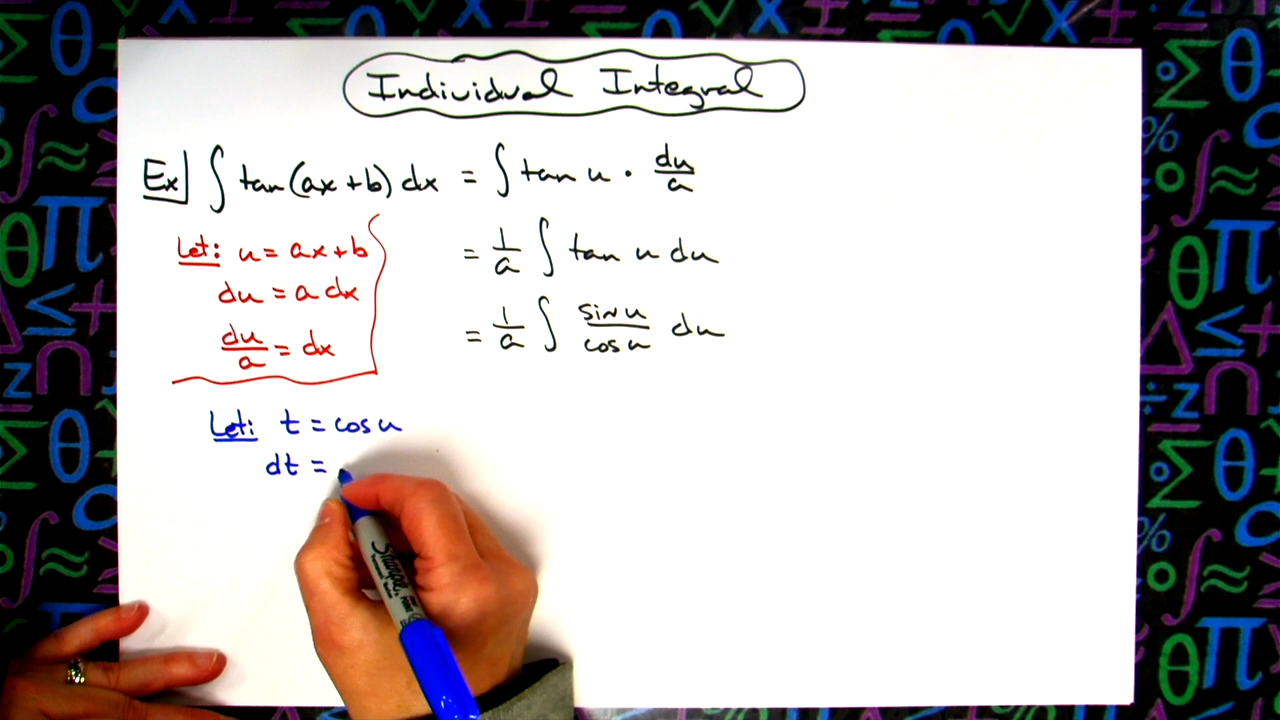 Individual Integral
Ex ∫ tan(ax+b) dx = ∫ tan u · du/a
Let: u = ax+b
du = a dx
du/a = dx
= 1/a ∫ tan u du
= 1/a ∫ sin u/cos u du
Let: t = cos u
dt =
Sharpie